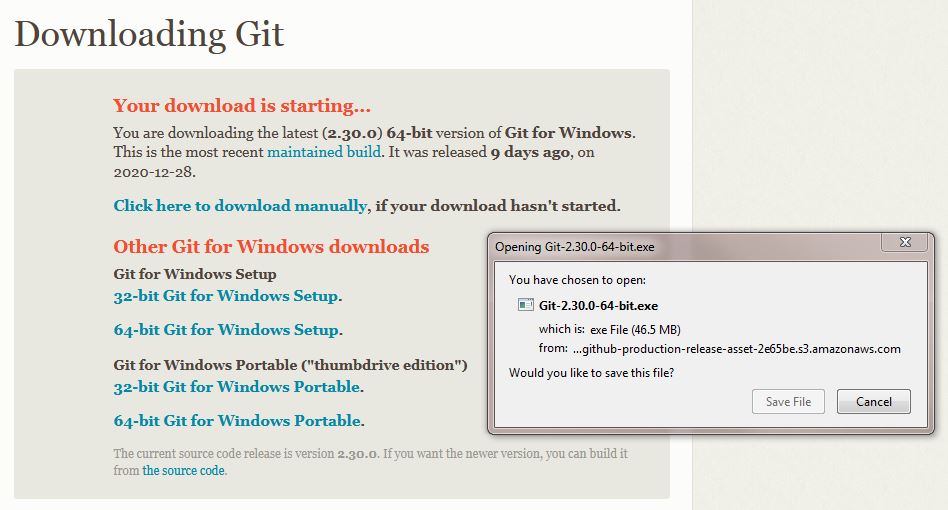 Downloading Git
Your download is starting...
You are downloading the latest (2.30.0) 64-bit version of Git for Windows.
This is the most recent maintained build. It was released 9 days ago, on
2020-12-28.
Click here to download manually, if your download hasn't started.
Other Git for Windows downloads
Git for Windows Setup
32-bit Git for Windows Setup.
64-bit Git for Windows Setup.
Git for Windows Portable ("thumbdrive edition")
32-bit Git for Windows Portable.
64-bit Git for Windows Portable.
The current source code release is version 2.30.0. If you want the newer version, you can build it
from the source code.
Opening Git-2.30.0-64-bit.exe
You have chosen to open:
Git-2.30.0-64-bit.exe
which is: exe File (46.5 MB)
from: ...github-production-release-asset-2e65be.s3.amazonaws.com
Would you like to save this file?
Save File Cancel